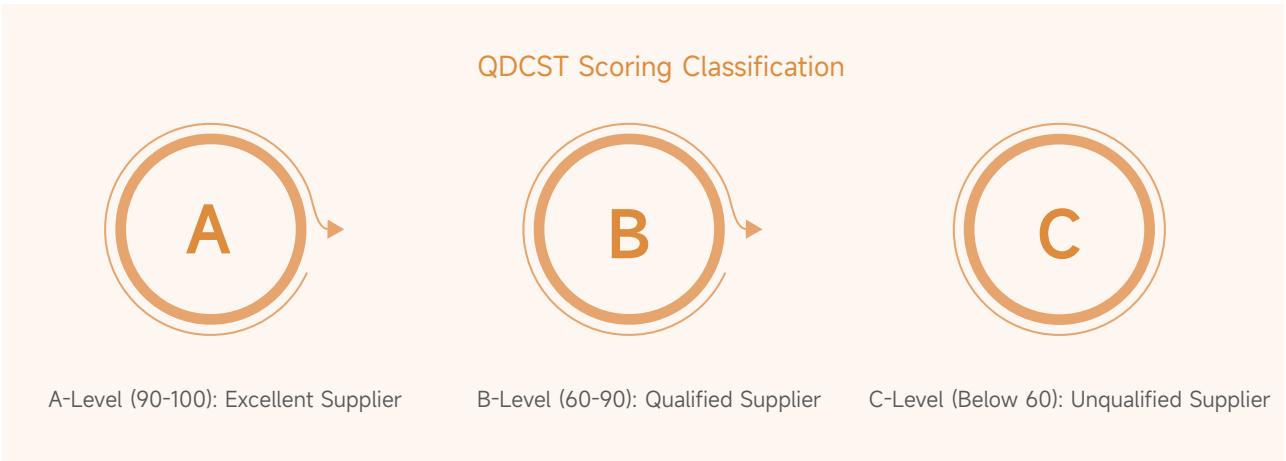 QDCST Scoring Classification
A
B
C
A-Level (90-100): Excellent Supplier
B-Level (60-90): Qualified Supplier
C-Level (Below 60): Unqualified Supplier